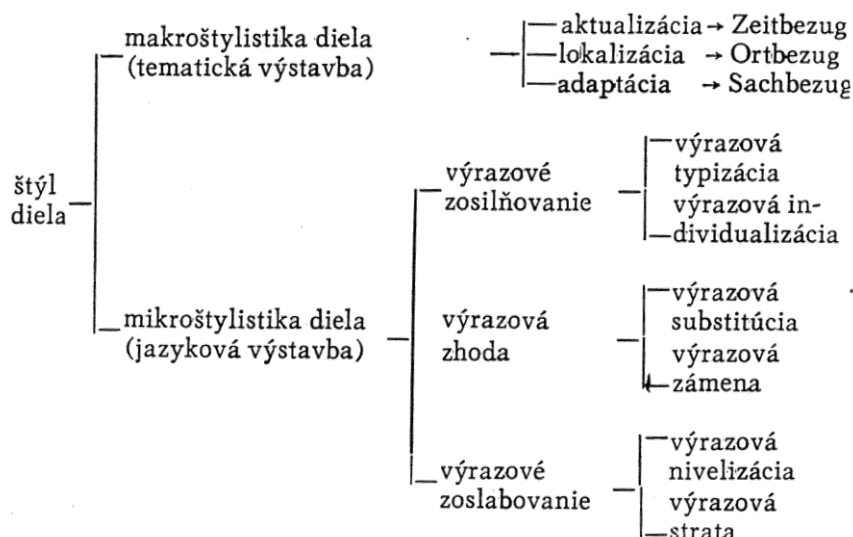 makroštylistika diela
(tematická výstavba)
aktualizácia → Zeitbezug
lokalizácia → Ortbezug
adaptácia → Sachbezug
štýl
diela
mikroštylistika diela
(jazyková výstavba)
výrazové
zosilňovanie
výrazová
typizácia
výrazová in-
dividualizácia
výrazová
zhoda
výrazová
substitúcia
výrazová
zámena
výrazové
zoslabovanie
výrazová
nivelizácia
výrazová
strata